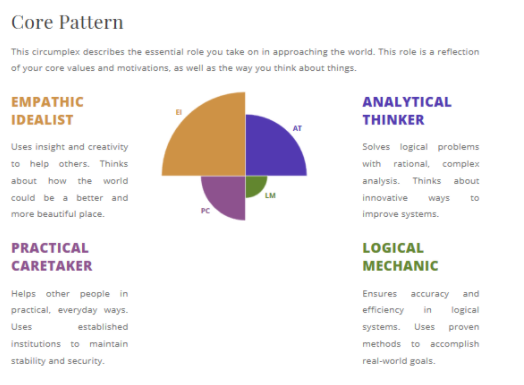 Core Pattern
This circumplex describes the essential role you take on in approaching the world. This role is a reflection
of your core values and motivations, as well as the way you think about things.
EMPATHIC
IDEALIST
Uses insight and creativity
to help others. Thinks
about how the world
could be a better and
more beautiful place.
EI
AT
PC
LM
ANALYTICAL
THINKER
Solves logical problems
with rational, complex
analysis. Thinks about
innovative ways to
improve systems.
PRACTICAL
CARETAKER
Helps other people in
practical, everyday ways.
Uses established
institutions to maintain
stability and security.
LOGICAL
MECHANIC
Ensures accuracy and
efficiency in logical
systems. Uses proven
methods to accomplish
real-world goals.